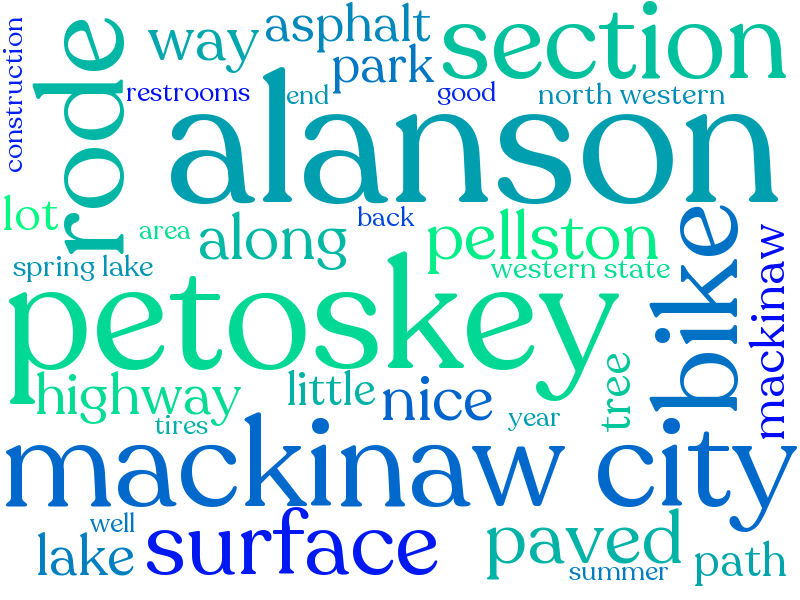 construction
rode
way
asphalt
park
section
restrooms
end
good
north western
alanson
lot
area
along
back
pellston
spring lake
western state
bike
mackinaw
petoskey
highway
little
nice
tree
tires
year
mackinaw city
well
lake
surface
paved
summer
path